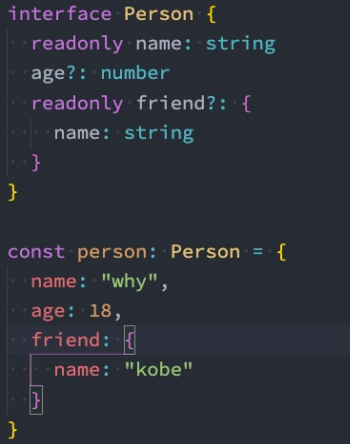 interface Person {
  readonly name: string
  age?: number
  readonly friend?: {
    name: string
  }
}

const person: Person = {
  name: "why",
  age: 18,
  friend: {
    name: "kobe"
  }
}